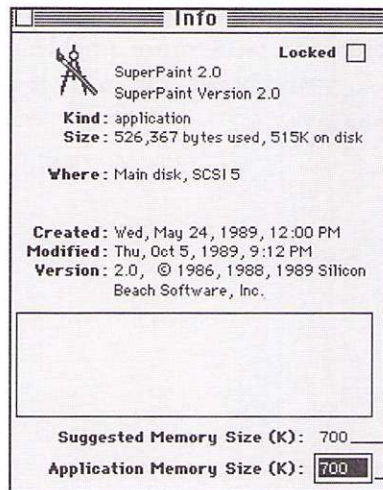 Info
Locked
SuperPaint 2.0
SuperPaint Version 2.0
Kind: application
Size: 526,367 bytes used, 515K on disk
Where: Main disk, SCSI 5
Created: Wed, May 24, 1989, 12:00 PM
Modified: Thu, Oct 5, 1989, 9:12 PM
Version: 2.0, © 1986, 1988, 1989 Silicon
Beach Software, Inc.
Suggested Memory Size (K): 700
Application Memory Size (K): 700